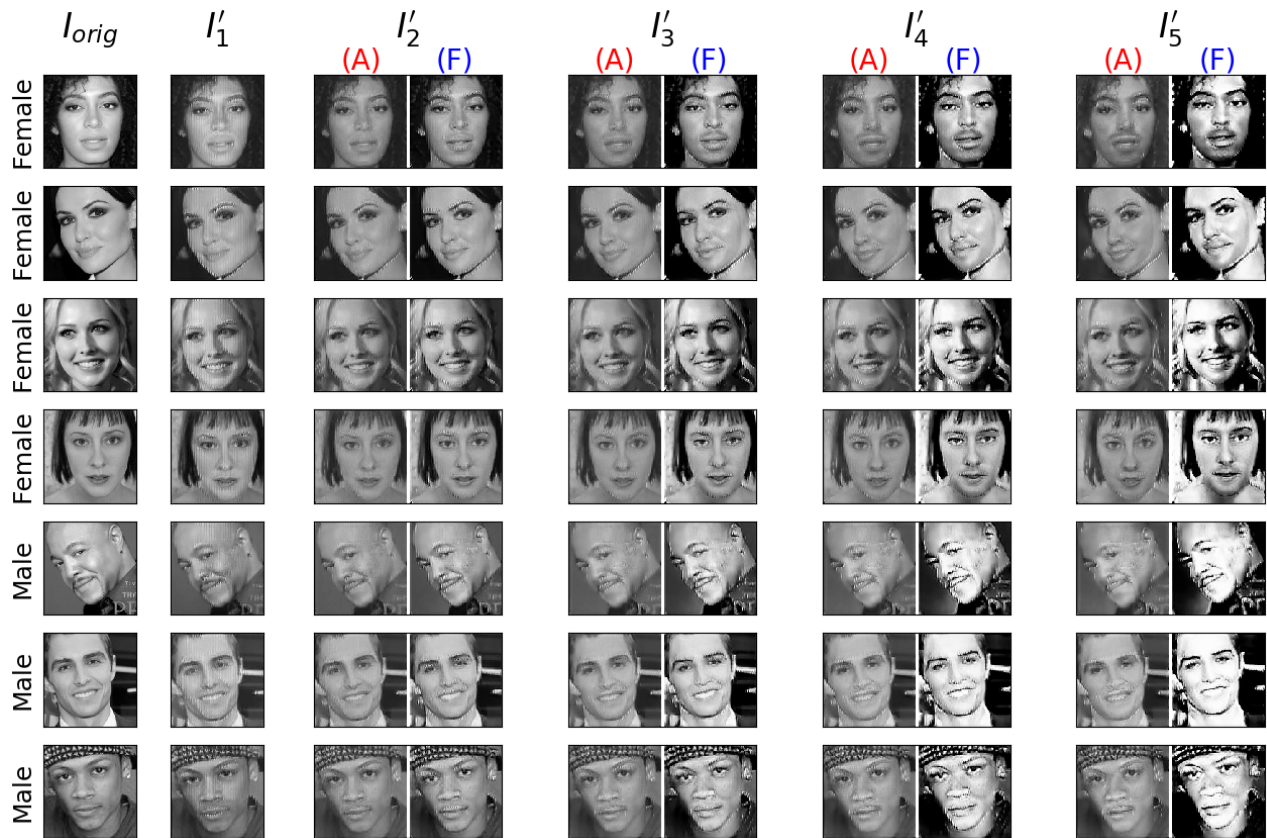 I_orig I′_1 I′_2 I′_3 I′_4 I′_5
(A) (F) (A) (F) (A) (F) (A) (F)
Female
Female
Female
Female
Male
Male
Male